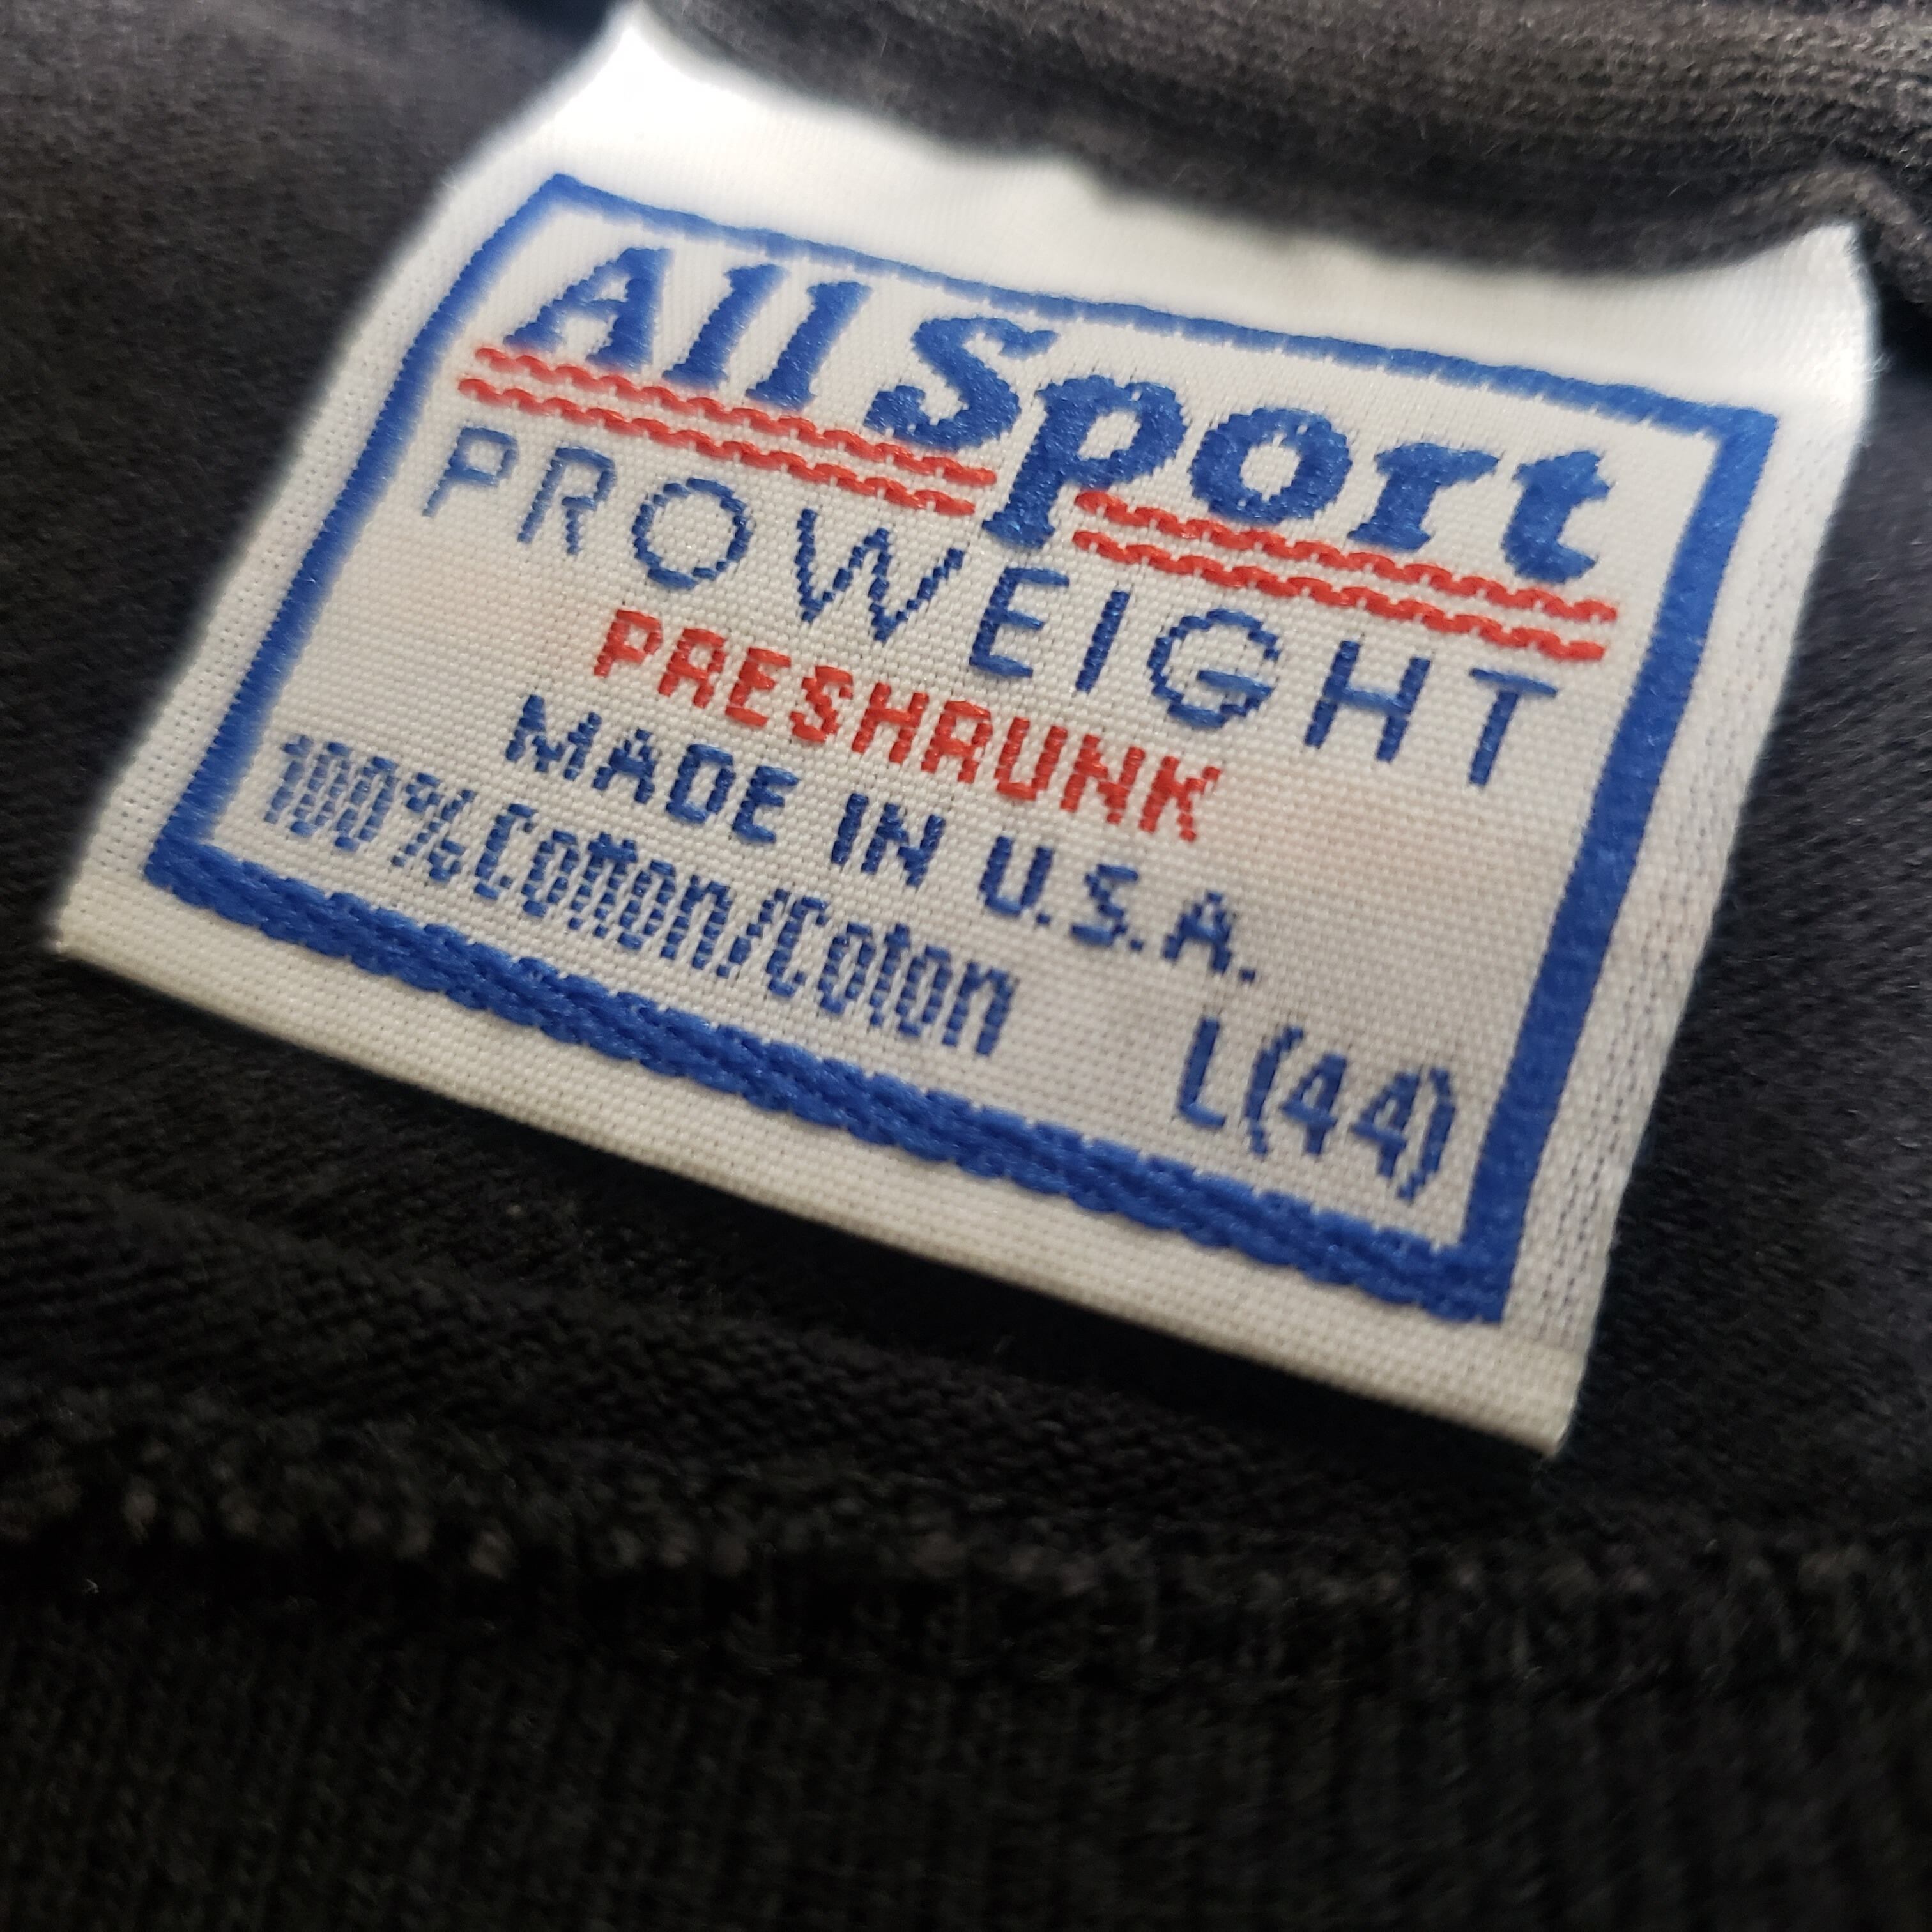 All Sport
PROWEIGHT
PRESHRUNK
MADE IN U.S.A.
100% Cotton/Coton
L(44)